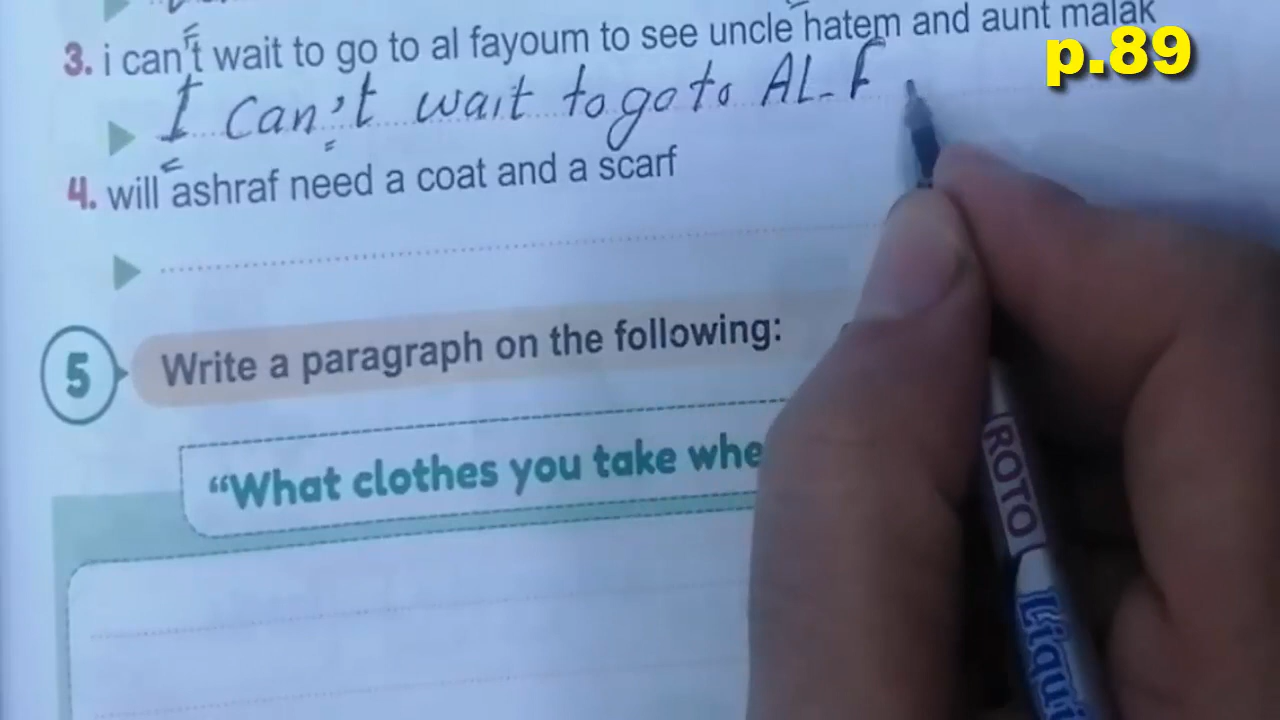 3. i can't wait to go to al fayoum to see uncle hatem and aunt malak
p.89
I can't wait to go to AL-F
4. will ashraf need a coat and a scarf
5 Write a paragraph on the following:
“What clothes you take whe
ROTO
Liqui